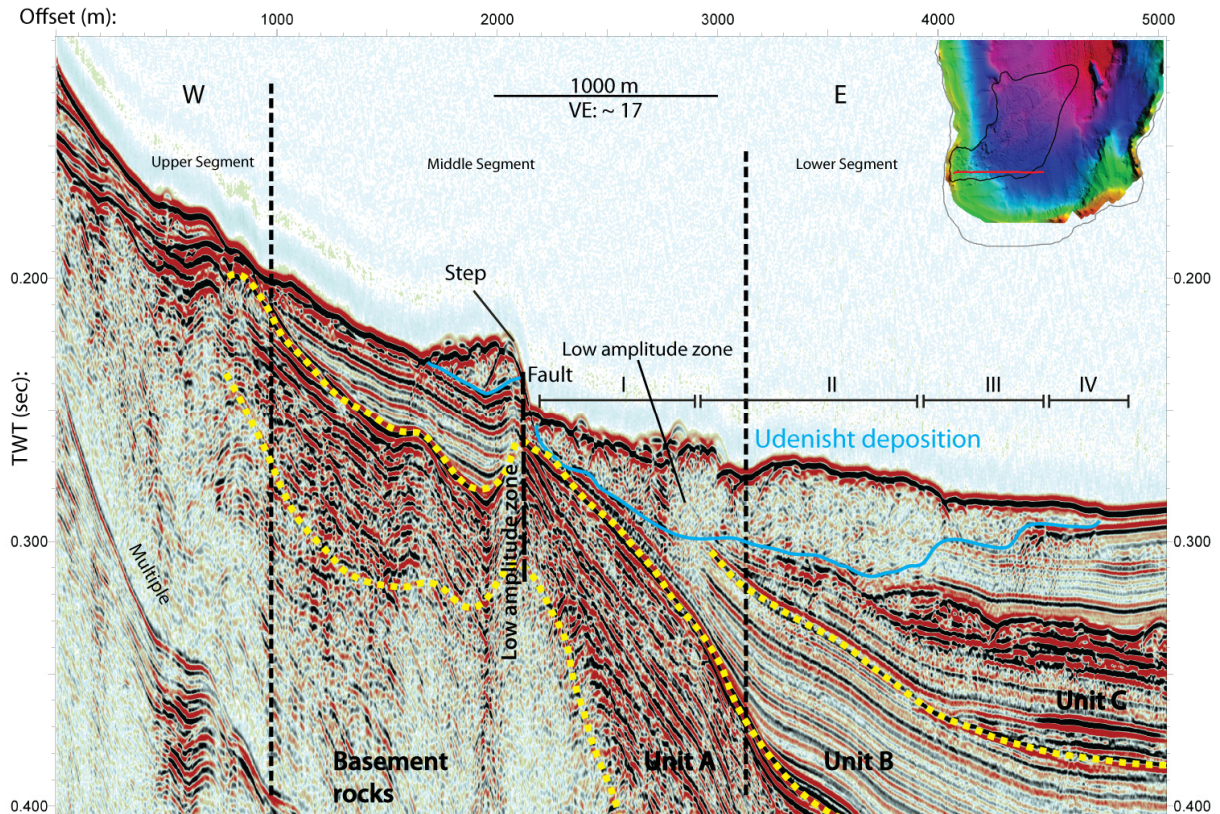 Offset (m):
1000
2000
3000
4000
5000
W
1000 m
VE: ~ 17
E
Upper Segment
Middle Segment
Lower Segment
0.200
0.200
Step
Low amplitude zone
Fault
I
II
III
IV
TWT (sec):
Udenisht deposition
0.300
0.300
Multiple
Low amplitude zone
Unit C
Basement
rocks
Unit A
Unit B
0.400
0.400